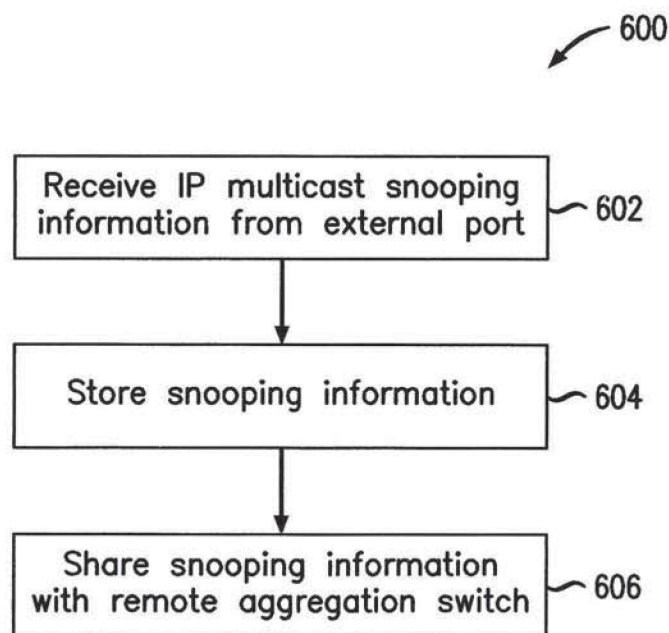 600
Receive IP multicast snooping
information from external port
602
Store snooping information
604
Share snooping information
with remote aggregation switch
606